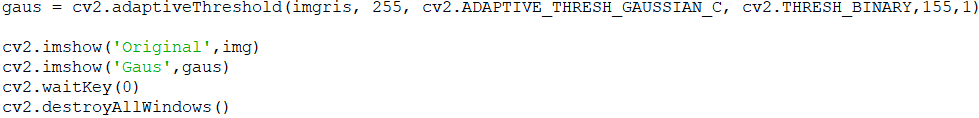 gaus = cv2.adaptiveThreshold(imgris, 255, cv2.ADAPTIVE_THRESH_GAUSSIAN_C, cv2.THRESH_BINARY,155,1)
cv2.imshow('Original',img)
cv2.imshow('Gaus',gaus)
cv2.waitKey(0)
cv2.destroyAllWindows()